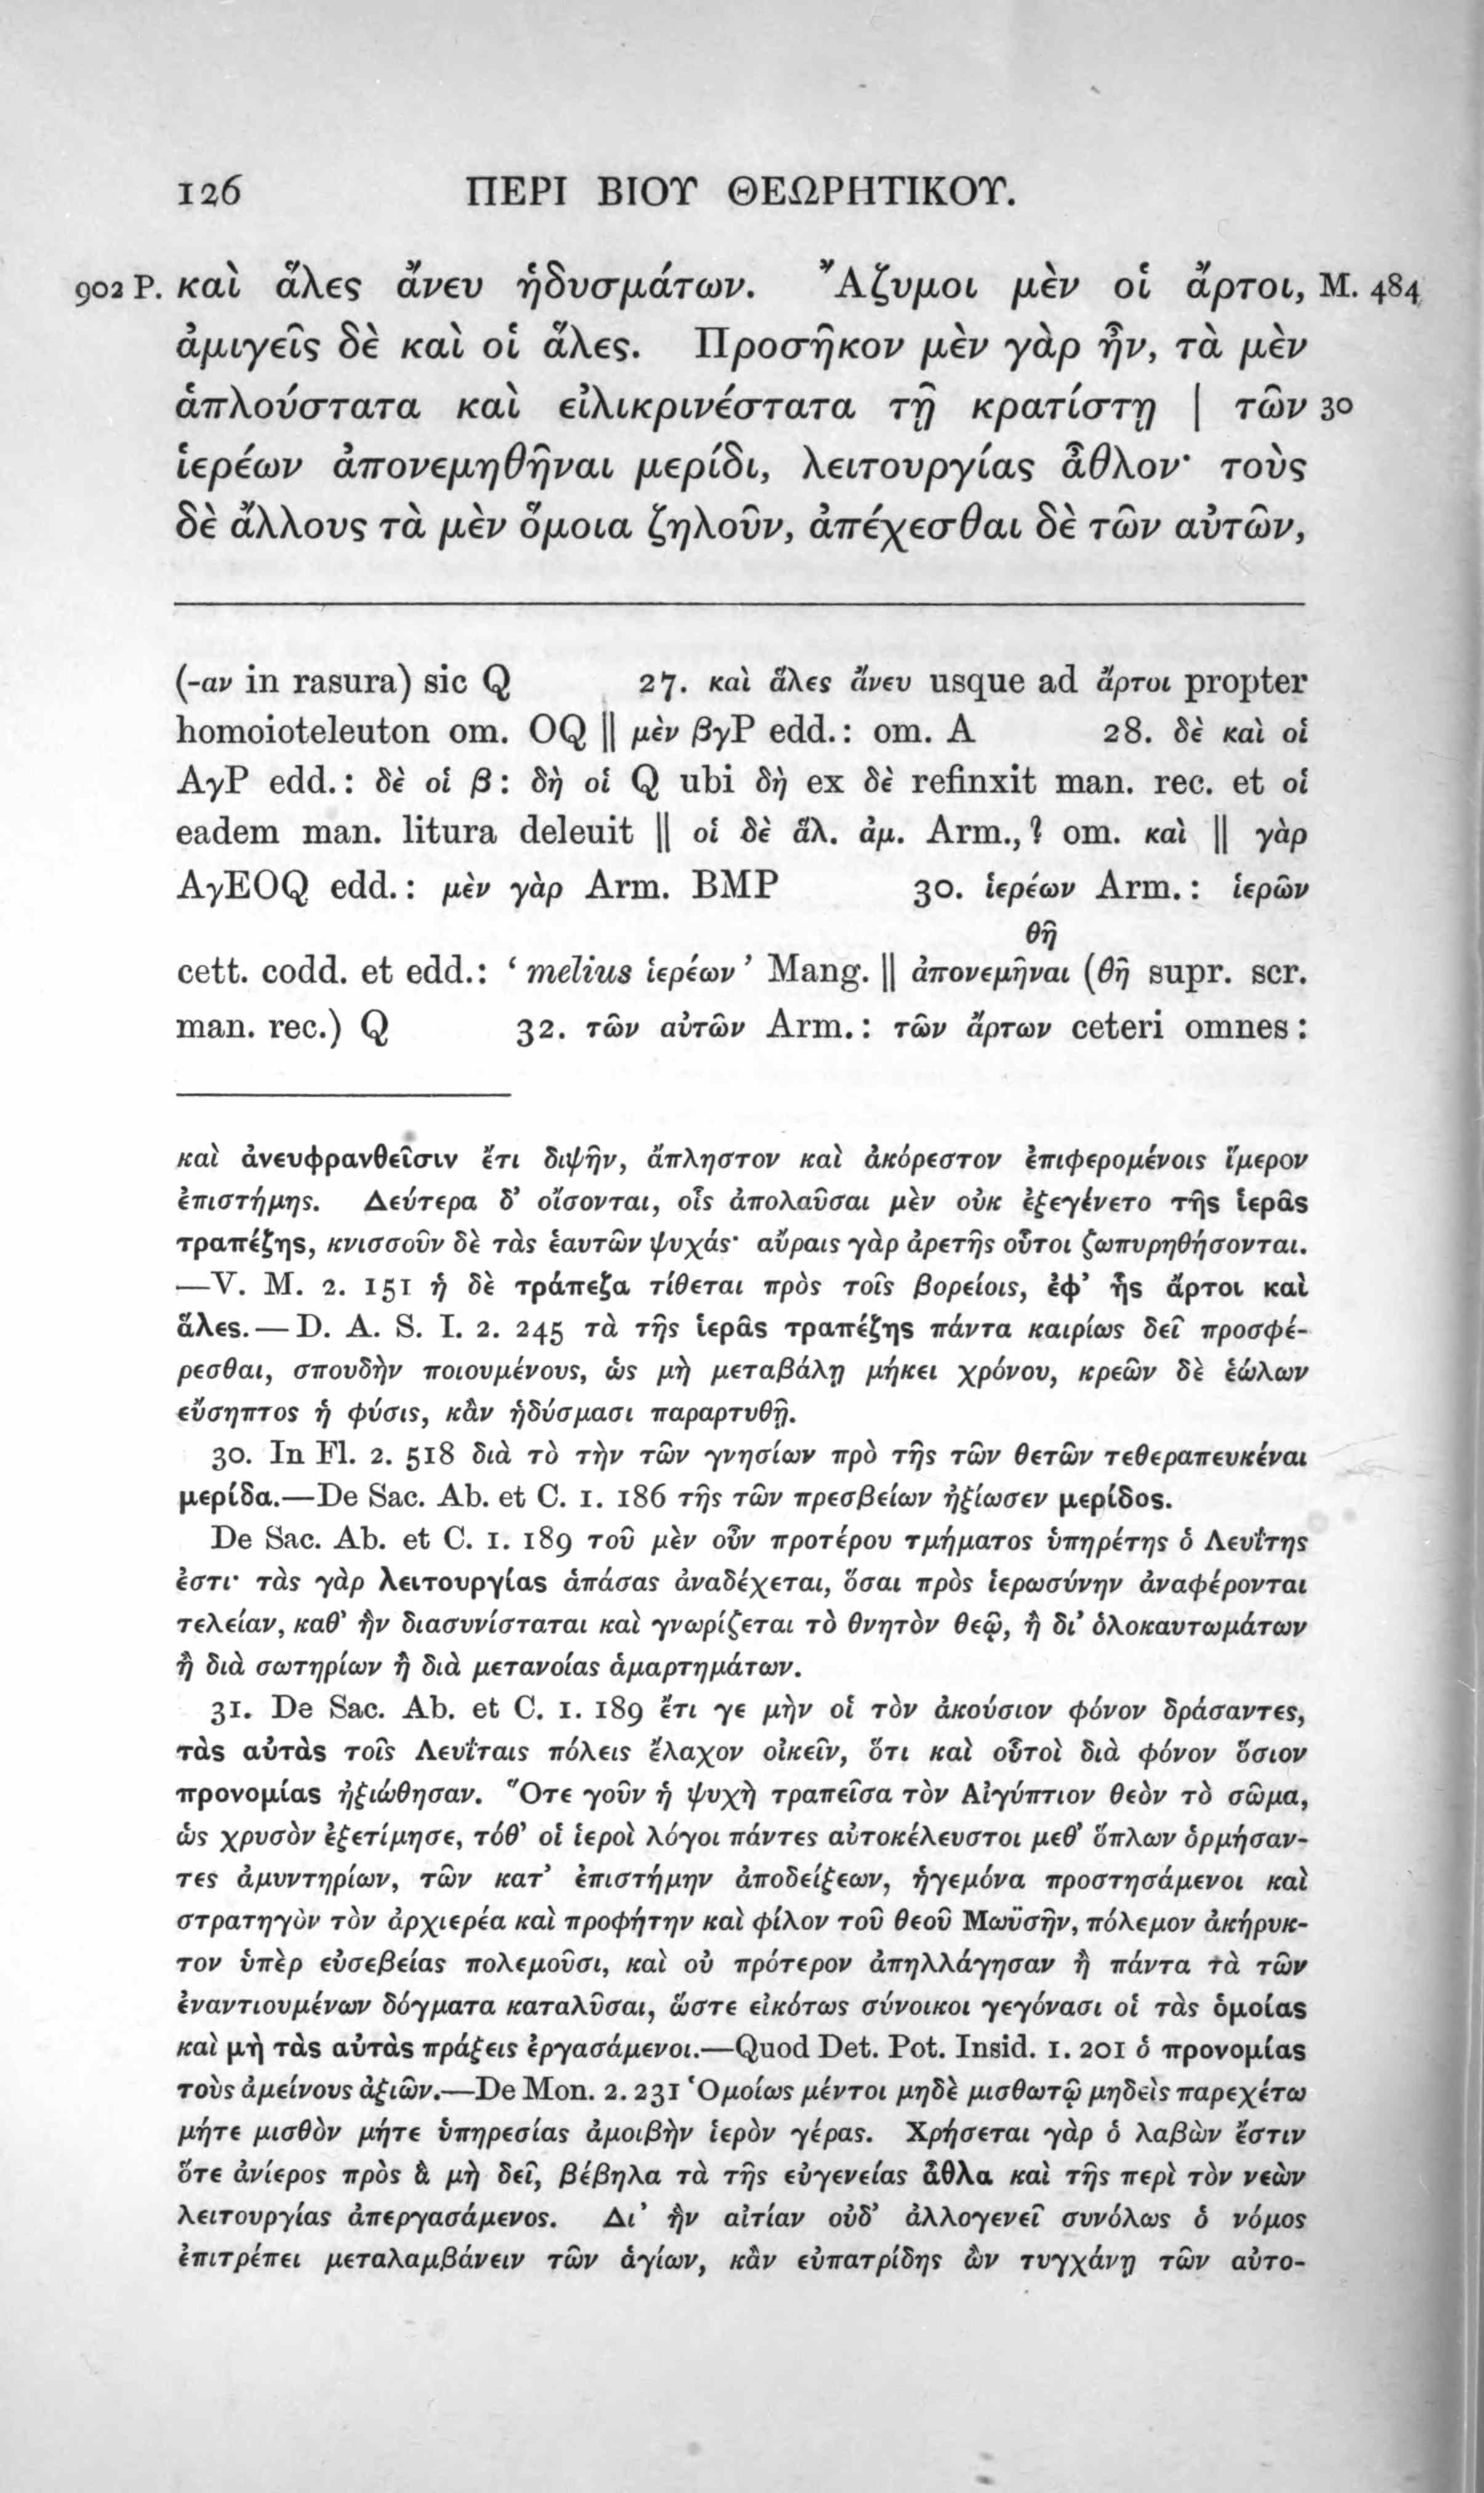 126 ΠΕΡΙ ΒΙΟΥ ΘΕΩΡΗΤΙΚΟΥ.
902 P. καὶ ἅλες ἄνευ ἡδυσμάτων. Ἄζυμοι μὲν οἱ ἄρτοι, M. 484
ἀμιγεῖς δὲ καὶ οἱ ἅλες. Προσῆκον μὲν γὰρ ἦν, τὰ μὲν
ἁπλούστατα καὶ εἰλικρινέστατα τῇ κρατίστῃ | τῶν 30
ἱερέων ἀπονεμηθῆναι μερίδι, λειτουργίας ἆθλον· τοὺς
δὲ ἄλλους τὰ μὲν ὅμοια ζηλοῦν, ἀπέχεσθαι δὲ τῶν αὐτῶν,
(-αν in rasura) sic Q 27. καὶ ἅλες ἄνευ usque ad ἄρτοι propter
homoioteleuton om. OQ || μὲν βγP edd.: om. A 28. δὲ καὶ οἱ
AγP edd.: δὲ οἱ β: δὴ οἱ Q ubi δὴ ex δὲ refinxit man. rec. et οἱ
eadem man. litura deleuit || οἱ δὲ ἅλ. ἀμ. Arm., ? om. καὶ || γὰρ
AγEOQ edd.: μὲν γὰρ Arm. BMP 30. ἱερέων Arm.: ἱερῶν
θῆ
cett. codd. et edd.: ‘melius ἱερέων’ Mang. || ἀπονεμῆναι (θῆ supr. scr.
man. rec.) Q 32. τῶν αὐτῶν Arm.: τῶν ἄρτων ceteri omnes:
καὶ ἀνευφρανθεῖσιν ἔτι διψῆν, ἄπληστον καὶ ἀκόρεστον ἐπιφερομένοις ἵμερον
ἐπιστήμης. Δεύτερα δ’ οἴσονται, οἷς ἀπολαῦσαι μὲν οὐκ ἐξεγένετο τῆς ἱερᾶς
τραπέζης, κνισσοῦν δὲ τὰς ἑαυτῶν ψυχάς· αὔραις γὰρ ἀρετῆς οὗτοι ζωπυρηθήσονται.
—V. M. 2. 151 ἡ δὲ τράπεζα τίθεται πρὸς τοῖς βορείοις, ἐφ’ ἧς ἄρτοι καὶ
ἅλες.—D. A. S. I. 2. 245 τὰ τῆς ἱερᾶς τραπέζης πάντα καιρίως δεῖ προσφέ-
ρεσθαι, σπουδὴν ποιουμένους, ὡς μὴ μεταβάλῃ μήκει χρόνου, κρεῶν δὲ ἑώλων
εὔσηπτος ἡ φύσις, κἂν ἡδύσμασι παραρτυθῇ.
30. In Fl. 2. 518 διὰ τὸ τὴν τῶν γνησίων πρὸ τῆς τῶν θετῶν τεθεραπευκέναι
μερίδα.—De Sac. Ab. et C. 1. 186 τῆς τῶν πρεσβείων ἠξίωσεν μερίδος.
De Sac. Ab. et C. 1. 189 τοῦ μὲν οὖν προτέρου τμήματος ὑπηρέτης ὁ Λευΐτης
ἐστι· τὰς γὰρ λειτουργίας ἁπάσας ἀναδέχεται, ὅσαι πρὸς ἱερωσύνην ἀναφέρονται
τελείαν, καθ’ ἣν διασυνίσταται καὶ γνωρίζεται τὸ θνητὸν θεῷ, ἢ δι’ ὁλοκαυτωμάτων
ἢ διὰ σωτηρίων ἢ διὰ μετανοίας ἁμαρτημάτων.
31. De Sac. Ab. et C. 1. 189 ἔτι γε μὴν οἱ τὸν ἀκούσιον φόνον δράσαντες,
τὰς αὐτὰς τοῖς Λευΐταις πόλεις ἔλαχον οἰκεῖν, ὅτι καὶ οὗτοὶ διὰ φόνον ὅσιον
προνομίας ἠξιώθησαν. Ὅτε γοῦν ἡ ψυχὴ τραπεῖσα τὸν Αἰγύπτιον θεὸν τὸ σῶμα,
ὡς χρυσὸν ἐξετίμησε, τόθ’ οἱ ἱεροὶ λόγοι πάντες αὐτοκέλευστοι μεθ’ ὅπλων ὁρμήσαν-
τες ἀμυντηρίων, τῶν κατ’ ἐπιστήμην ἀποδείξεων, ἡγεμόνα προστησάμενοι καὶ
στρατηγὸν τὸν ἀρχιερέα καὶ προφήτην καὶ φίλον τοῦ θεοῦ Μωϋσῆν, πόλεμον ἀκήρυκ-
τον ὑπὲρ εὐσεβείας πολεμοῦσι, καὶ οὐ πρότερον ἀπηλλάγησαν ἢ πάντα τὰ τῶν
ἐναντιουμένων δόγματα καταλῦσαι, ὥστε εἰκότως σύνοικοι γεγόνασι οἱ τὰς ὁμοίας
καὶ μὴ τὰς αὐτὰς πράξεις ἐργασάμενοι.—Quod Det. Pot. Insid. 1. 201 ὁ προνομίας
τοὺς ἀμείνους ἀξιῶν.—De Mon. 2. 231 Ὁμοίως μέντοι μηδὲ μισθωτῷ μηδεὶς παρεχέτω
μήτε μισθὸν μήτε ὑπηρεσίας ἀμοιβὴν ἱερὸν γέρας. Χρήσεται γὰρ ὁ λαβὼν ἔστιν
ὅτε ἀνίερος πρὸς ἃ μὴ δεῖ, βέβηλα τὰ τῆς εὐγενείας ἆθλα καὶ τῆς περὶ τὸν νεὼν
λειτουργίας ἀπεργασάμενος. Δι’ ἣν αἰτίαν οὐδ’ ἀλλογενεῖ συνόλως ὁ νόμος
ἐπιτρέπει μεταλαμβάνειν τῶν ἁγίων, κἂν εὐπατρίδης ὢν τυγχάνῃ τῶν αὐτο-